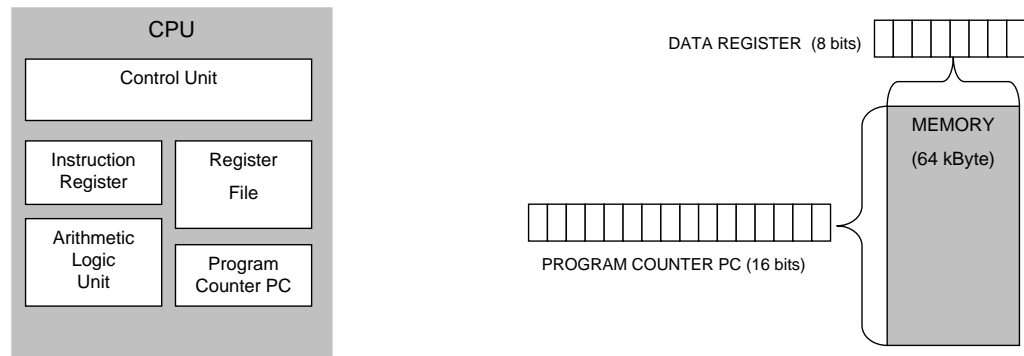 CPU
Control Unit
Instruction
Register
Register
File
Arithmetic
Logic
Unit
Program
Counter PC
DATA REGISTER (8 bits)
MEMORY
(64 kByte)
PROGRAM COUNTER PC (16 bits)